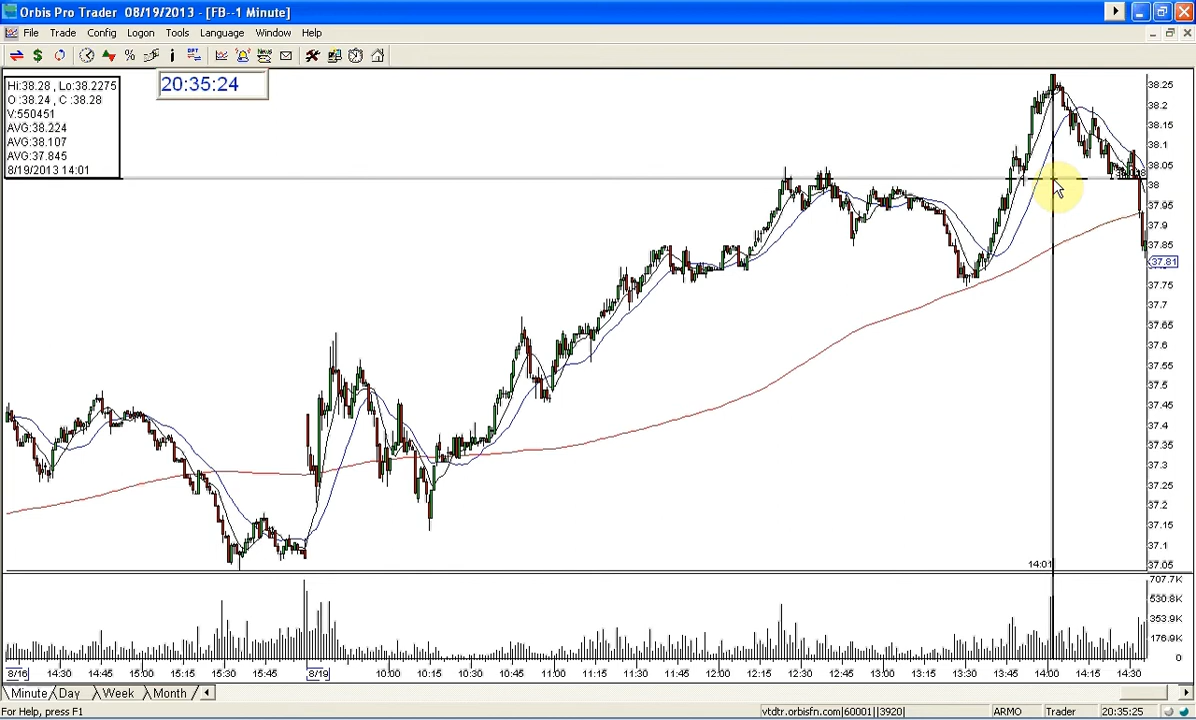 Orbis Pro Trader 08/19/2013 - [FB--1 Minute]
File Trade Config Logon Tools Language Window Help
Hi:38.28 , Lo:38.2275
O :38.24 , C :38.28
V:550451
AVG:38.224
AVG:38.107
AVG:37.845
8/19/2013 14:01
20:35:24
38.25
38.2
38.15
38.1
38.05
38
37.95
37.9
37.85
37.81
37.75
37.7
37.65
37.6
37.55
37.5
37.45
37.4
37.35
37.3
37.25
37.2
37.15
37.1
37.05
14:01
707.7K
530.8K
353.9K
176.9K
0
8/16 14:30 14:45 15:00 15:15 15:30 15:45 8/19 10:00 10:15 10:30 10:45 11:00 11:15 11:30 11:45 12:00 12:15 12:30 12:45 13:00 13:15 13:30 13:45 14:00 14:15 14:30
Minute Day Week Month
For Help, press F1 vtdtr.orbisfn.com|60001||3920| ARMO Trader 20:35:25